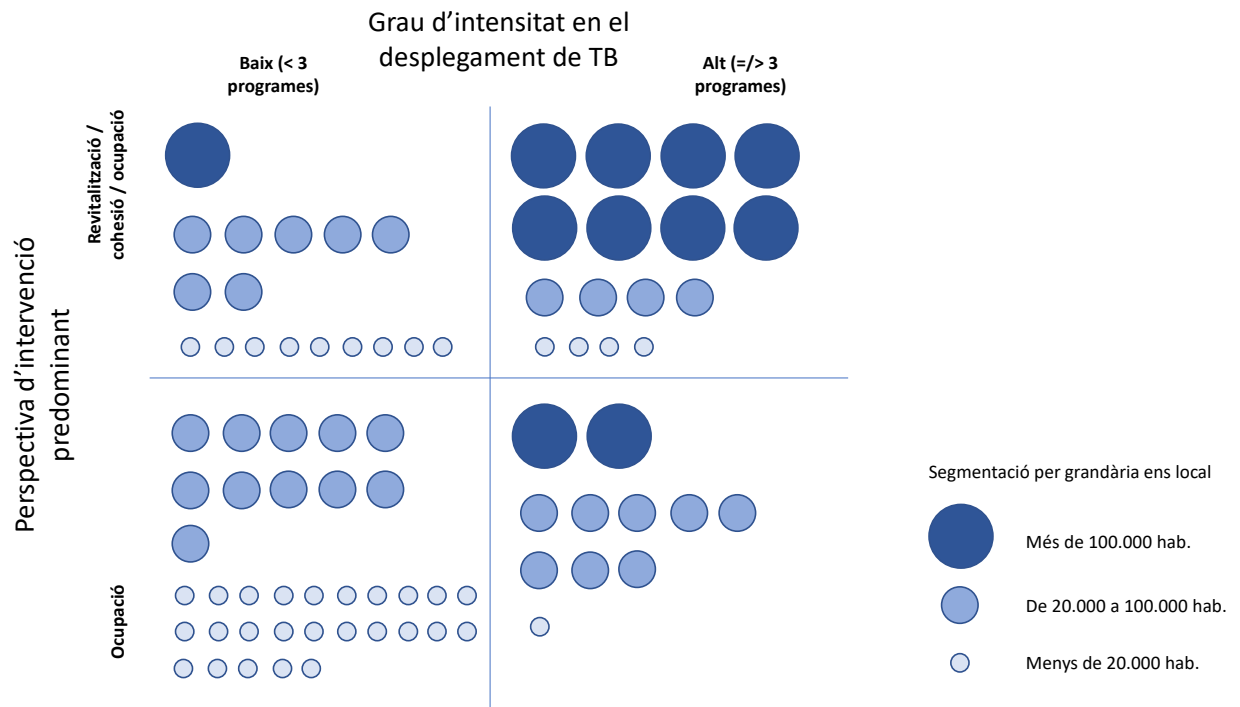 Grau d'intensitat en el
desplegament de TB
Baix (< 3
programes)
Alt (=/> 3
programes)
Perspectiva d'intervenció
predominant
Revitalització /
cohesió / ocupació
Ocupació
Segmentació per grandària ens local
Més de 100.000 hab.
De 20.000 a 100.000 hab.
Menys de 20.000 hab.